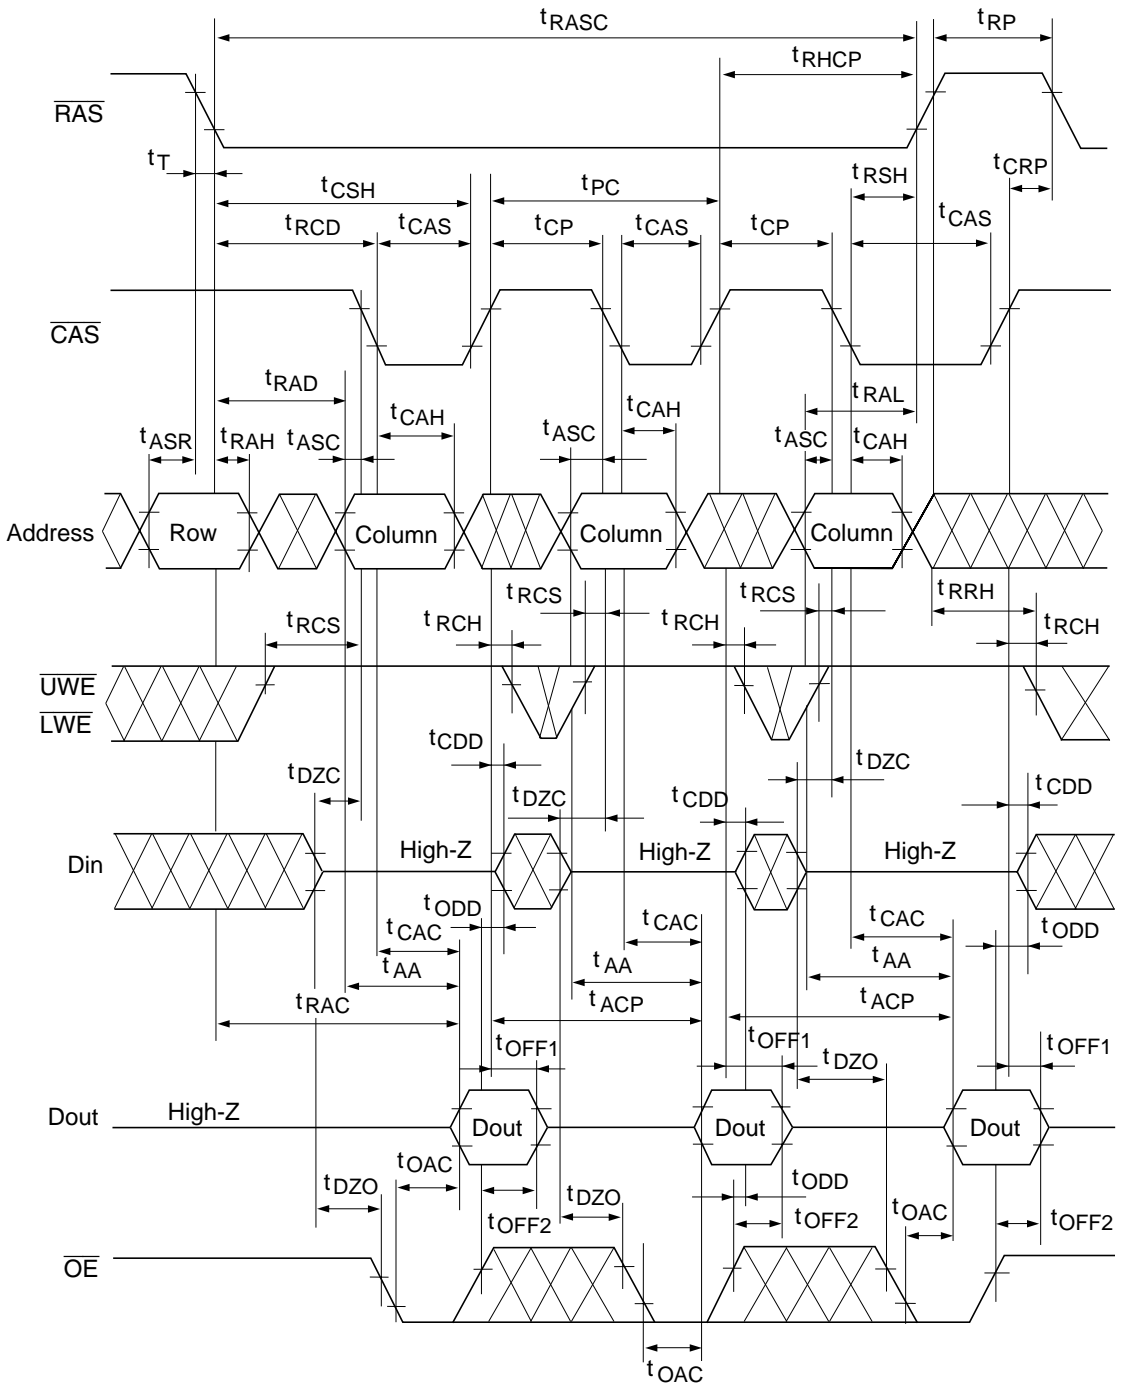 tRASC
tRP
tRHCP
RAS
tT
tCSH
tPC
tRSH
tCRP
tRCD
tCAS
tCP
tCAS
tCP
tCAS
CAS
tRAD
tRAL
tCAH
tCAH
tASR
tRAH
tASC
tASC
tASC
tCAH
Address
Row
Column
Column
Column
tRCS
tRCS
tRRH
tRCS
tRCH
tRCH
tRCH
UWE
LWE
tCDD
tDZC
tDZC
tDZC
tCDD
tCDD
Din
High-Z
High-Z
High-Z
tODD
tCAC
tCAC
tCAC
tODD
tAA
tAA
tAA
tRAC
tACP
tACP
tOFF1
tOFF1
tDZO
tOFF1
Dout
High-Z
Dout
Dout
Dout
tOAC
tDZO
tDZO
tODD
tOAC
tOFF2
tOFF2
tOFF2
OE
tOAC